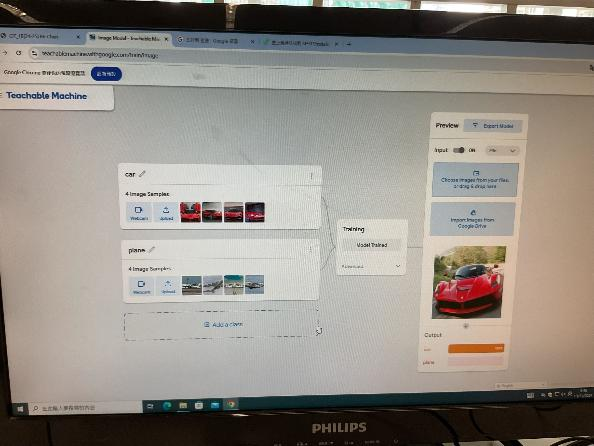 Image Model - Teachable Mac
teachablemachine.withgoogle.com/train/image
Teachable Machine
Preview
Export Model
Input
ON
File
Choose images from your files,
or drag & drop here
Import images from
Google Drive
car
4 Image Samples
Webcam
Upload
Training
Model Trained
Advanced
plane
4 Image Samples
Webcam
Upload
Add a class
Output
plane
English
PHILIPS